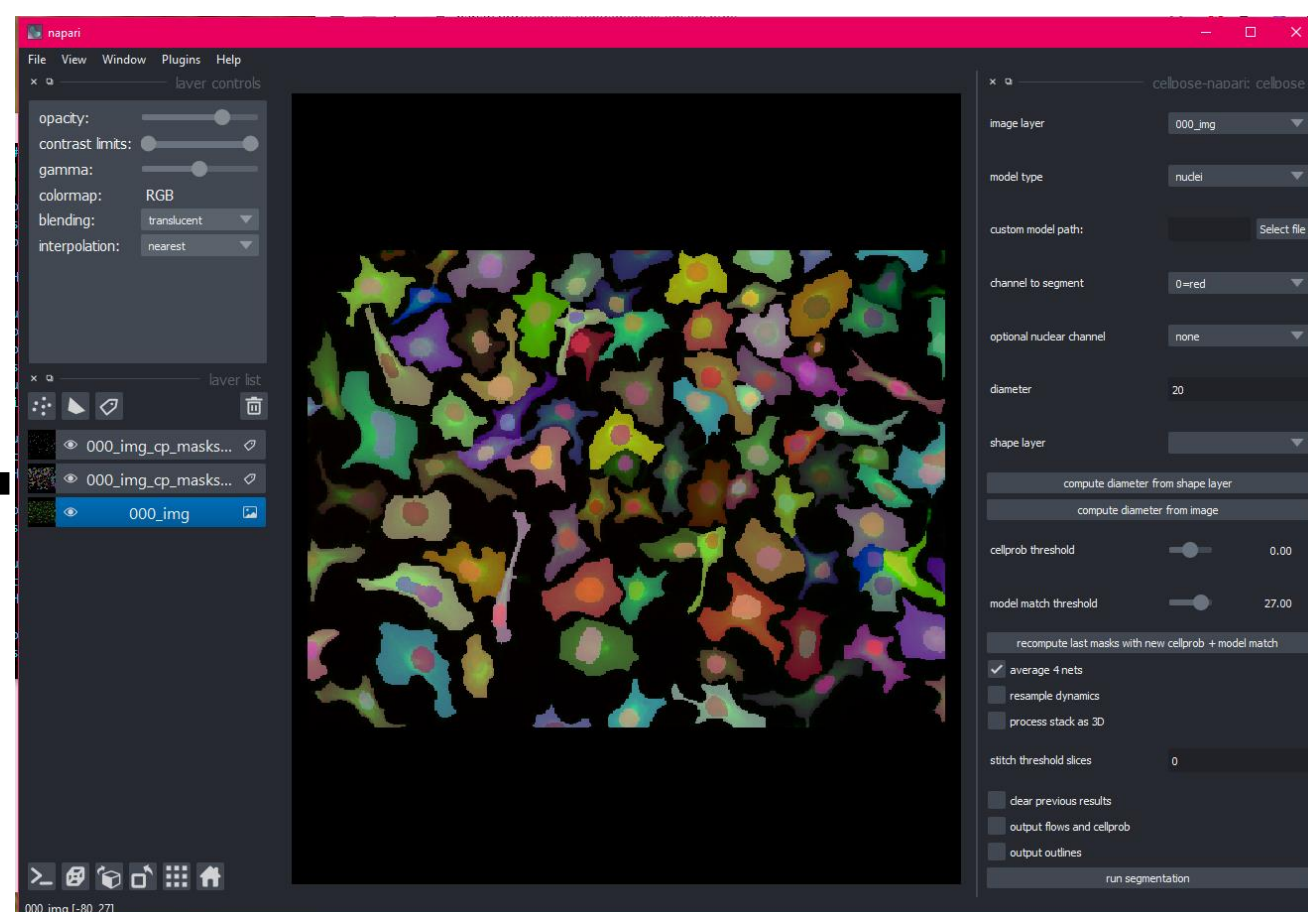 napari
File View Window Plugins Help
layer controls
opacity:
contrast limits:
gamma:
colormap: RGB
blending: translucent
interpolation: nearest
layer list
000_img_cp_masks...
000_img_cp_masks...
000_img
000_img [-80 27]
cellpose-napari: cellpose
image layer 000_img
model type nuclei
custom model path: Select file
channel to segment 0=red
optional nuclear channel none
diameter 20
shape layer
compute diameter from shape layer
compute diameter from image
cellprob threshold 0.00
model match threshold 27.00
recompute last masks with new cellprob + model match
average 4 nets
resample dynamics
process stack as 3D
stitch threshold slices 0
clear previous results
output flows and cellprob
output outlines
run segmentation